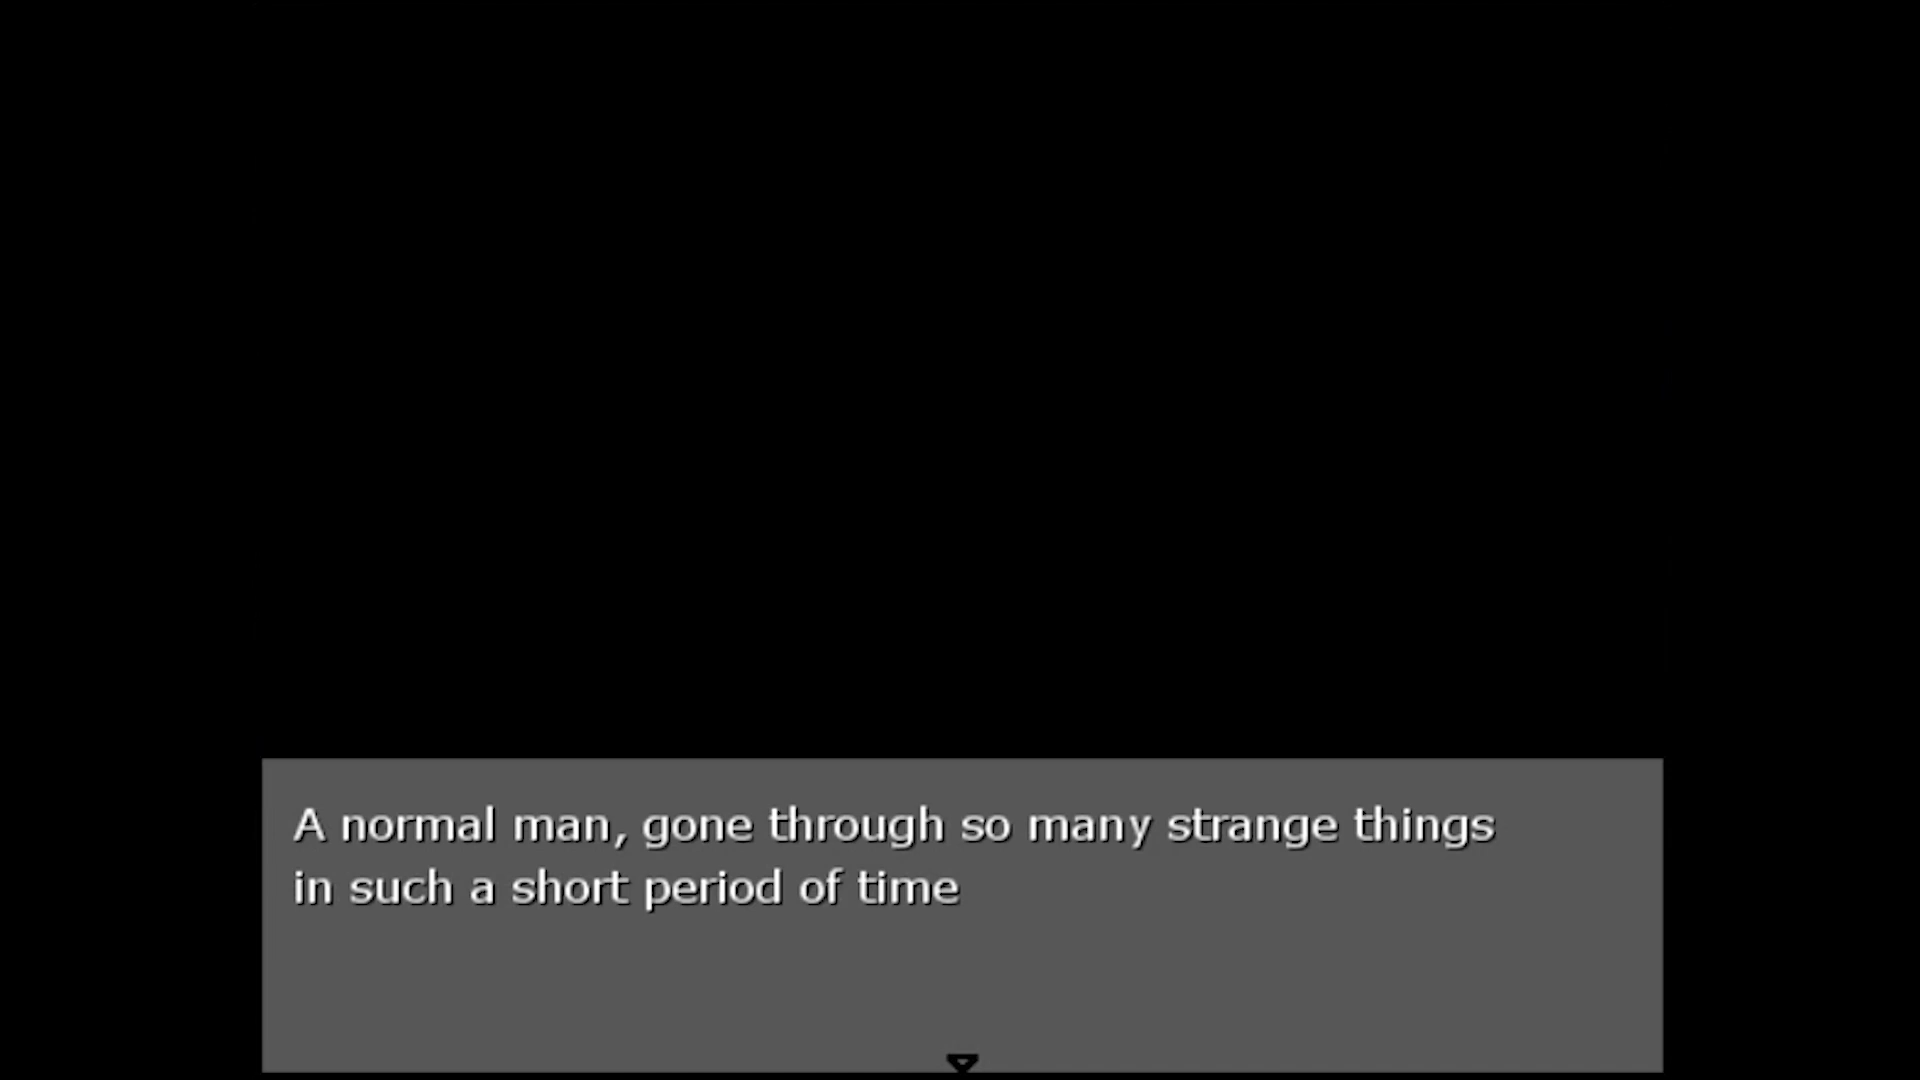 A normal man, gone through so many strange things
in such a short period of time